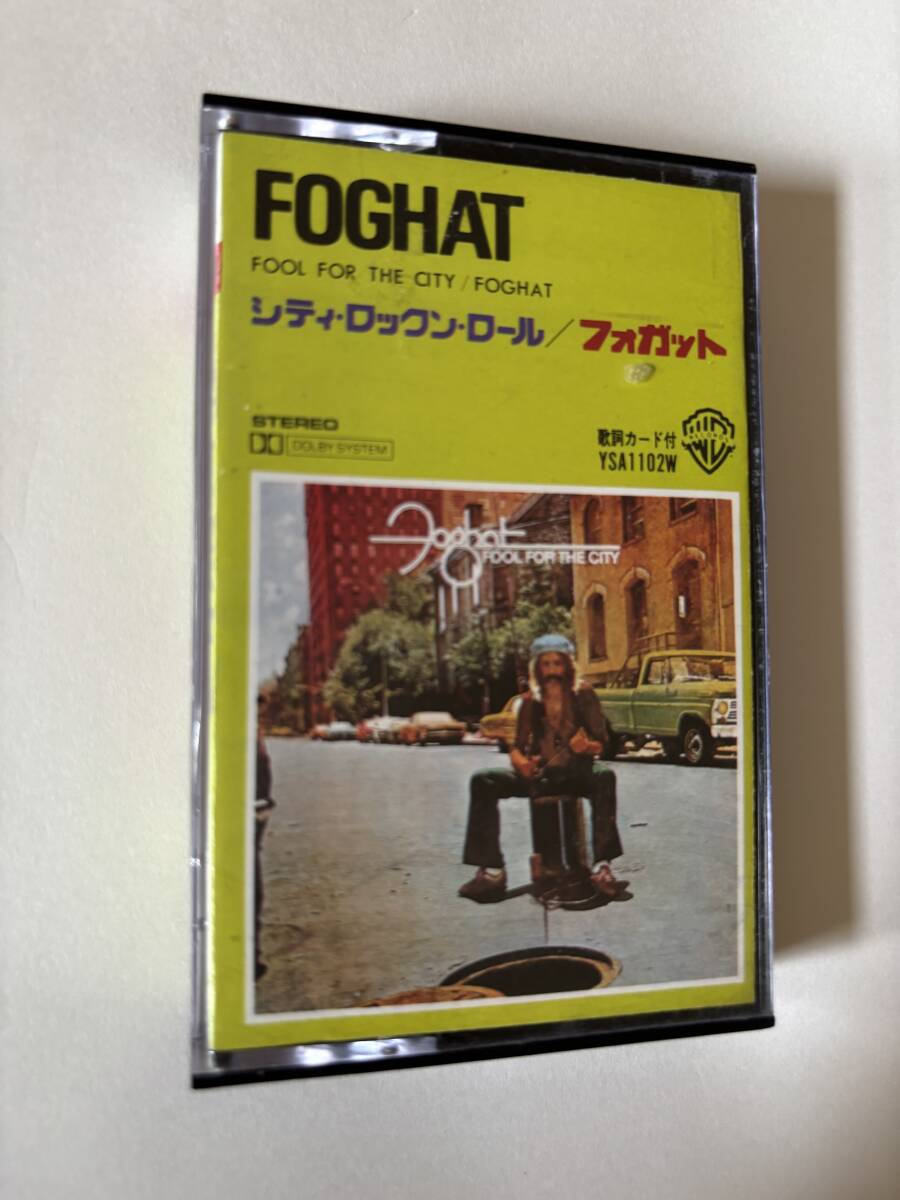 FOGHAT
FOOL FOR THE CITY / FOGHAT
シティ・ロックン・ロール／フォガット
STEREO
DOLBY SYSTEM
歌詞カード付
YSA1102W
RECORDS
Foghat
FOOL FOR THE CITY